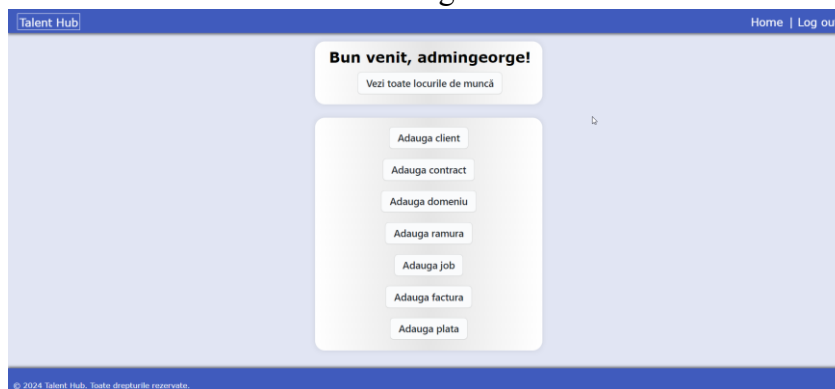 Talent Hub
Home | Log ou
Bun venit, admingeorge!
Vezi toate locurile de muncă
Adauga client
Adauga contract
Adauga domeniu
Adauga ramura
Adauga job
Adauga factura
Adauga plata
© 2024 Talent Hub. Toate drepturile rezervate.